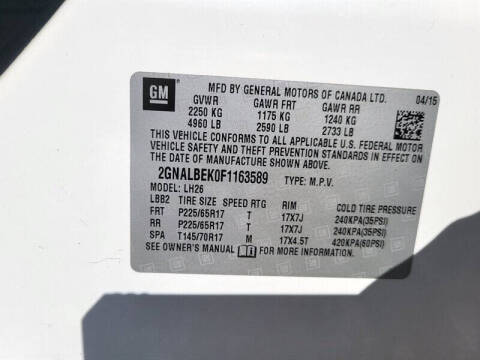 GM
MFD BY GENERAL MOTORS OF CANADA LTD. 04/15
GVWR GAWR FRT GAWR RR
2250 KG 1175 KG 1240 KG
4960 LB 2590 LB 2733 LB
THIS VEHICLE CONFORMS TO ALL APPLICABLE U.S. FEDERAL MOTOR
VEHICLE SAFETY AND THEFT PREVENTION STANDARDS IN EFFECT ON
THE DATE OF MANUFACTURE SHOWN ABOVE.
2GNALBEK0F1163589 TYPE: M.P.V.
MODEL: LH26
LBB2 TIRE SIZE SPEED RTG RIM COLD TIRE PRESSURE
FRT P225/65R17 T 17X7J 240KPA(35PSI)
RR P225/65R17 T 17X7J 240KPA(35PSI)
SPA T145/70R17 M 17X4.5T 420KPA(60PSI)
SEE OWNER'S MANUAL FOR MORE INFORMATION.